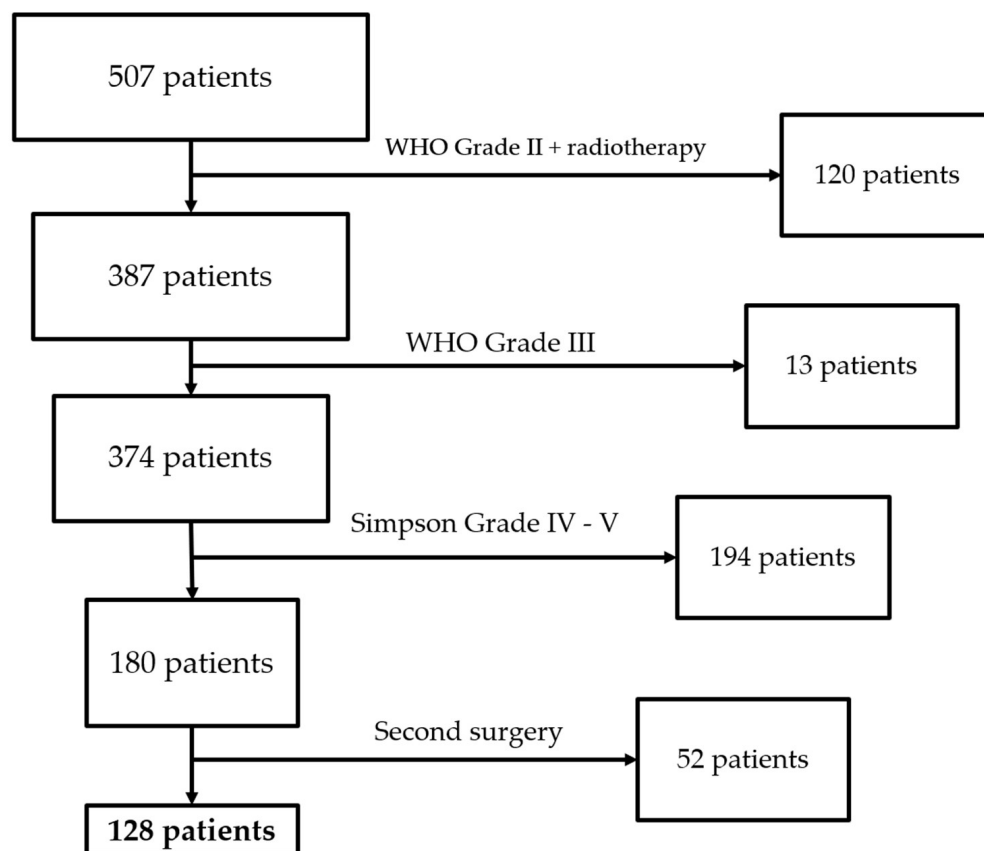 507 patients
WHO Grade II + radiotherapy
120 patients
387 patients
WHO Grade III
13 patients
374 patients
Simpson Grade IV - V
194 patients
180 patients
Second surgery
52 patients
128 patients